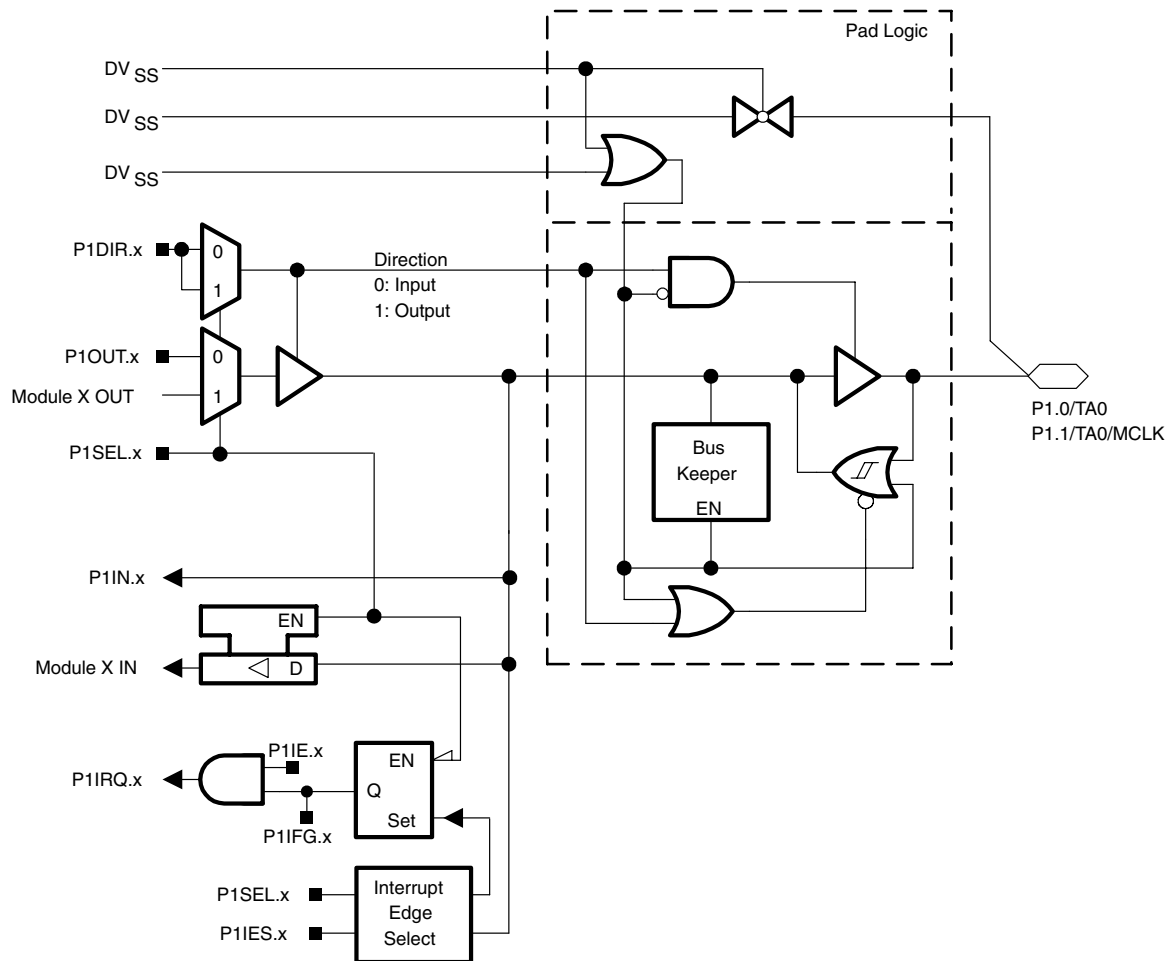 Pad Logic
DVSS
DVSS
DVSS
P1DIR.x
0
1
Direction
0: Input
1: Output
P1OUT.x
0
Module X OUT
1
P1.0/TA0
P1.1/TA0/MCLK
P1SEL.x
Bus
Keeper
EN
P1IN.x
EN
Module X IN
D
P1IE.x
EN
P1IRQ.x
Q
Set
P1IFG.x
P1SEL.x
Interrupt
Edge
Select
P1IES.x